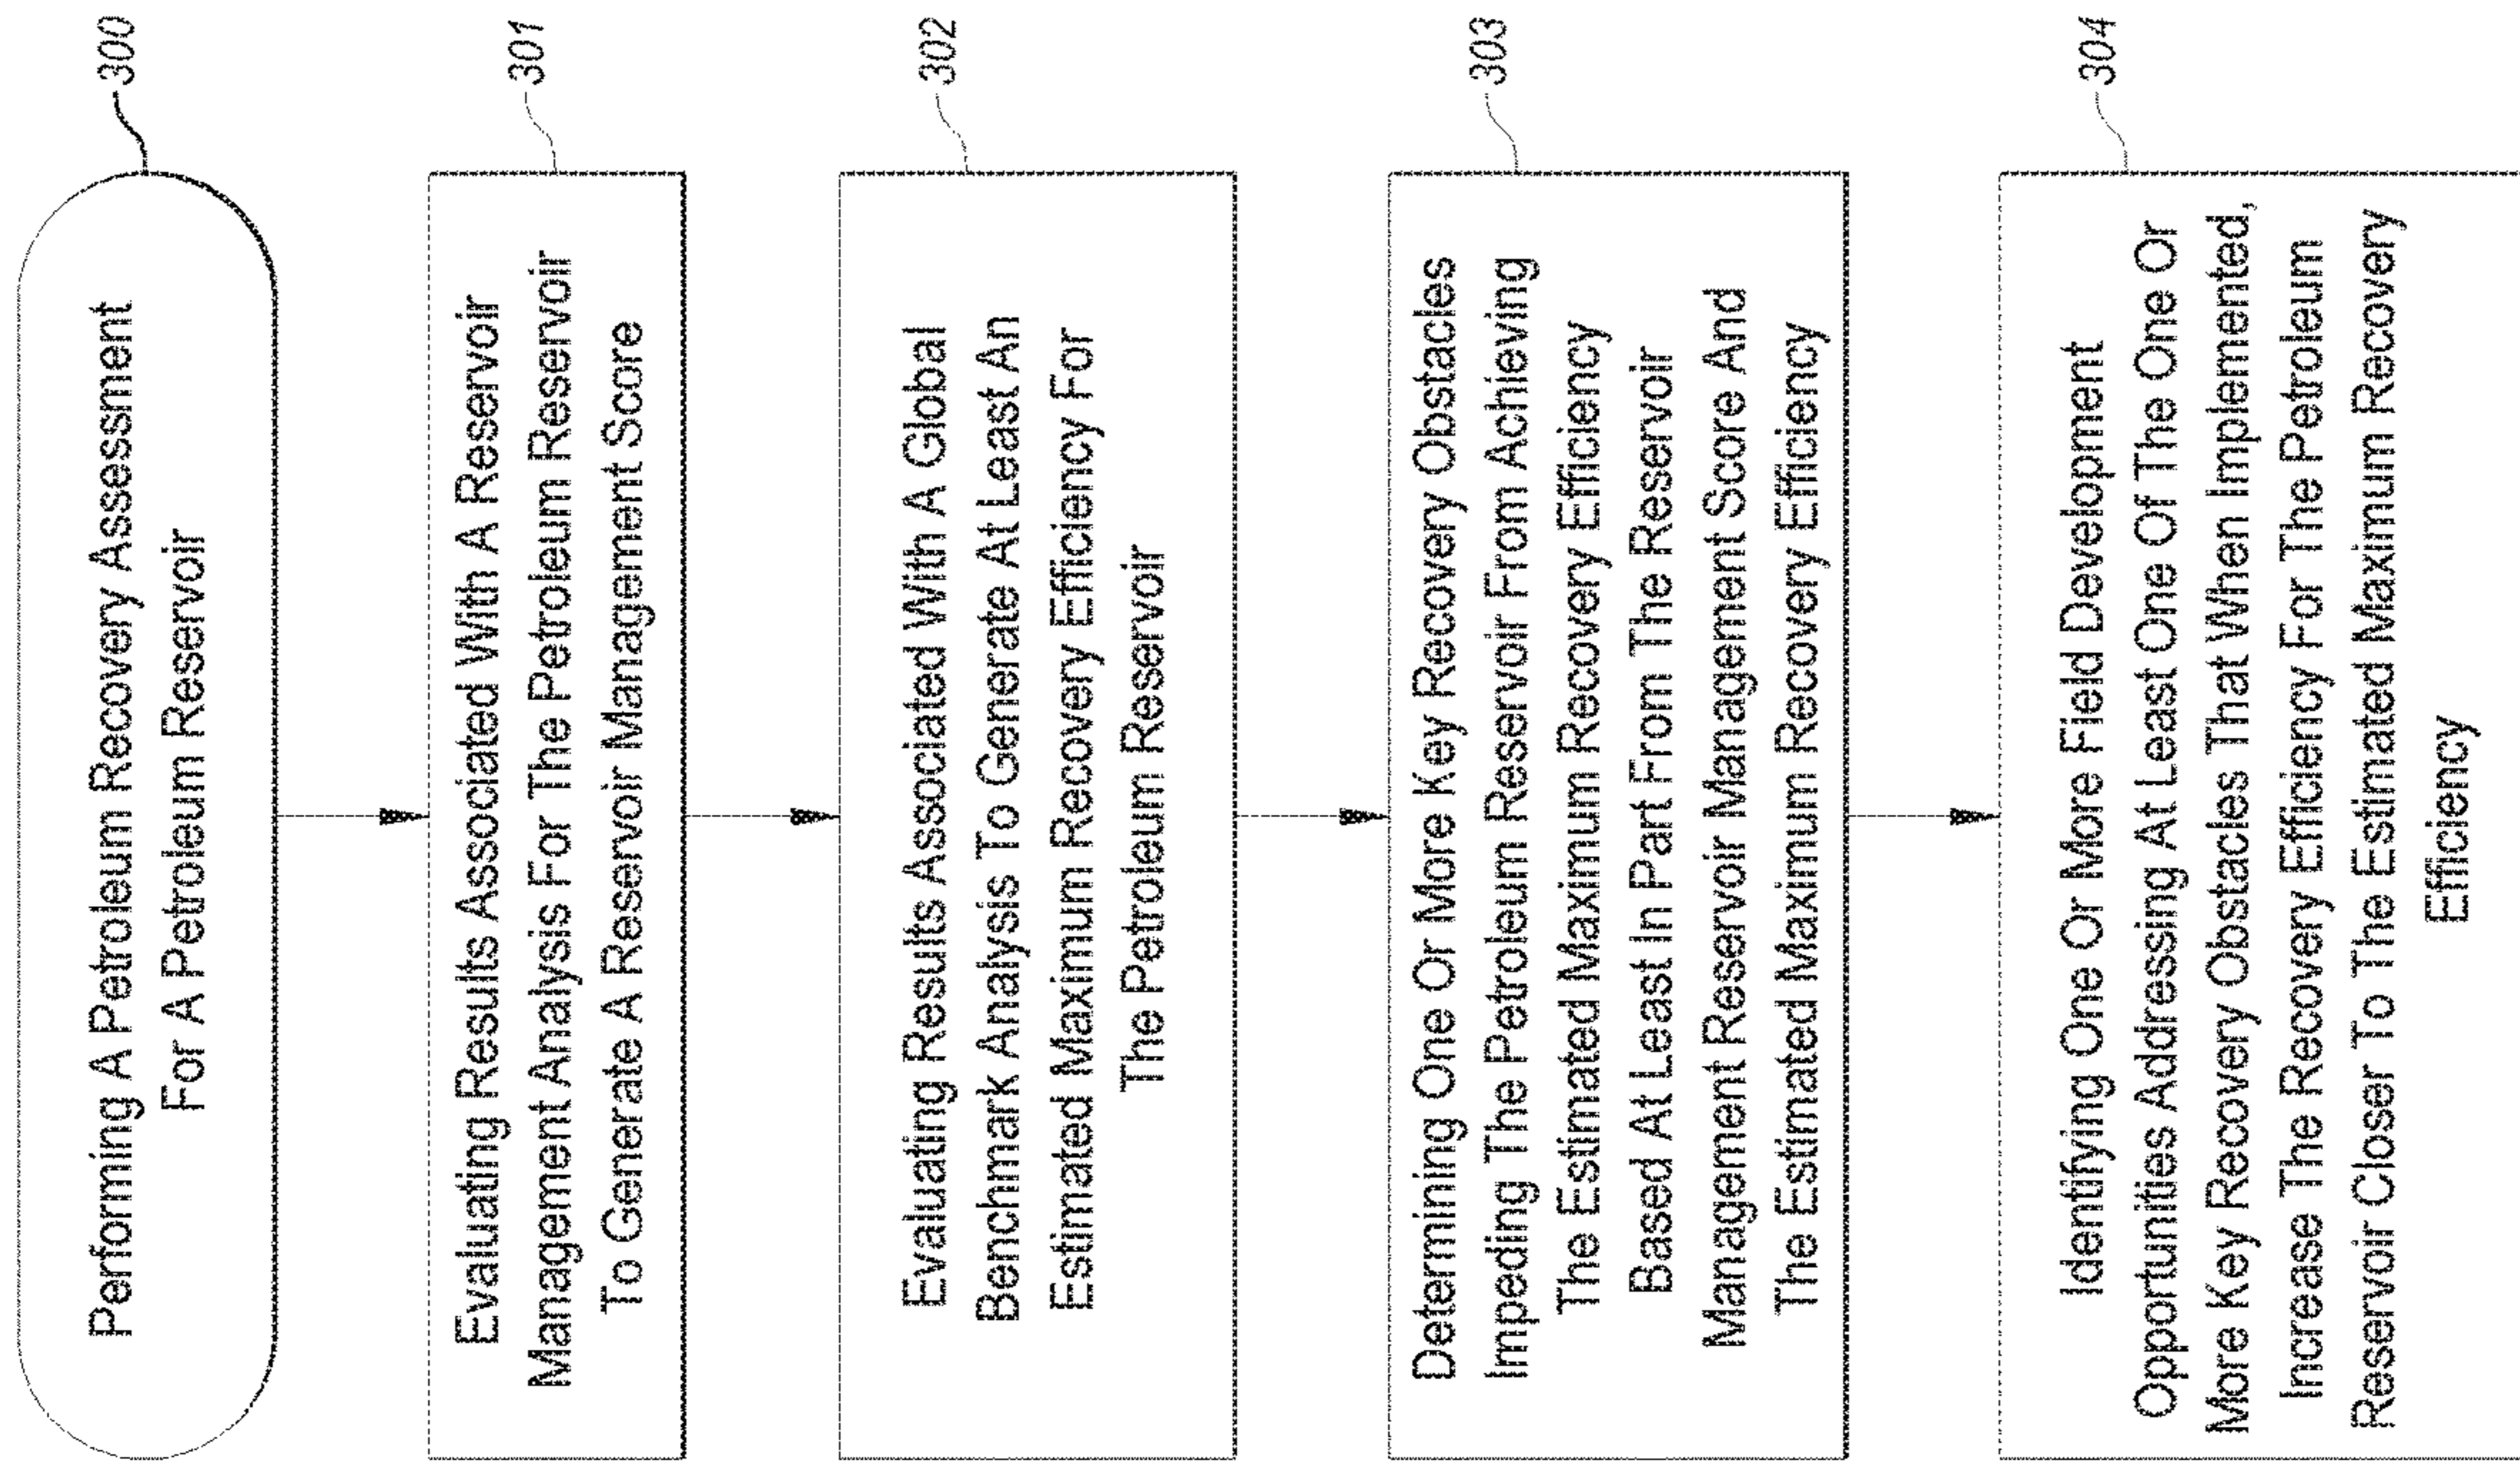 Performing A Petroleum Recovery Assessment
For A Petroleum Reservoir
300
Evaluating Results Associated With A Reservoir
Management Analysis For The Petroleum Reservoir
To Generate A Reservoir Management Score
301
Evaluating Results Associated With A Global
Benchmark Analysis To Generate At Least An
Estimated Maximum Recovery Efficiency For
The Petroleum Reservoir
302
Determining One Or More Key Recovery Obstacles
Impeding The Petroleum Reservoir From Achieving
The Estimated Maximum Recovery Efficiency
Based At Least In Part From The Reservoir
Management Reservoir Management Score And
The Estimated Maximum Recovery Efficiency
303
Identifying One Or More Field Development
Opportunities Addressing At Least One Of The One Or
More Key Recovery Obstacles That When Implemented,
Increase The Recovery Efficiency For The Petroleum
Reservoir Closer To The Estimated Maximum Recovery
Efficiency
304